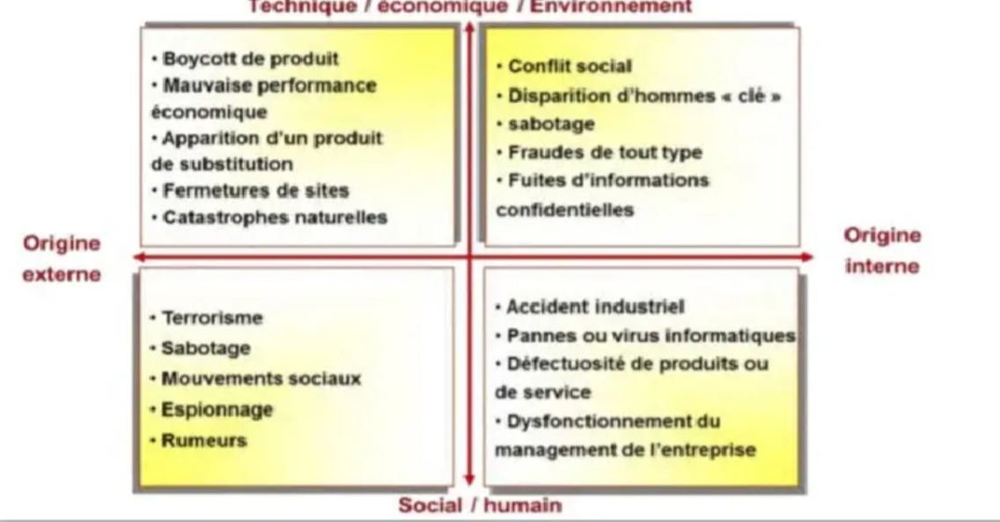 Technique / économique / Environnement
• Boycott de produit
• Mauvaise performance
économique
• Apparition d'un produit
de substitution
• Fermetures de sites
• Catastrophes naturelles
• Conflit social
• Disparition d'hommes « clé »
• sabotage
• Fraudes de tout type
• Fuites d'informations
confidentielles
Origine
externe
Origine
interne
• Terrorisme
• Sabotage
• Mouvements sociaux
• Espionnage
• Rumeurs
• Accident industriel
• Pannes ou virus informatiques
• Défectuosité de produits ou
de service
• Dysfonctionnement du
management de l'entreprise
Social / humain